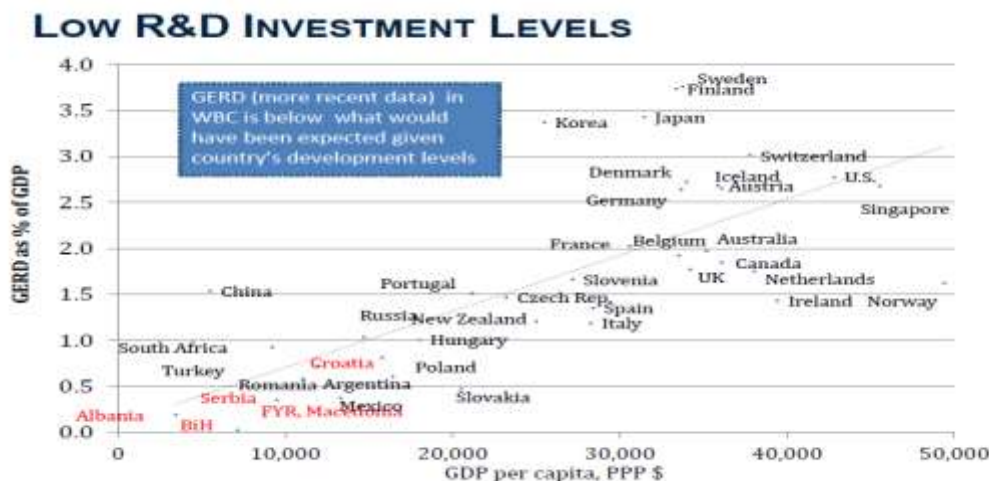 LOW R&D INVESTMENT LEVELS
4.0
3.5
3.0
2.5
2.0
1.5
1.0
0.5
0.0
GERD as % of GDP
GERD (more recent data) in
WBC is below what would
have been expected given
country's development levels
Sweden
Finland
Korea
Japan
Switzerland
Denmark
Iceland
U.S.
Germany
Austria
Singapore
France
Belgium
Australia
Canada
Portugal
Slovenia
UK
Netherlands
China
Czech Rep.
Spain
Ireland
Norway
Russia
New Zealand
Italy
South Africa
Croatia
Hungary
Turkey
Poland
Romania
Argentina
Serbia
Mexico
Slovakia
Albania
BiH
FYR, Macedonia
0
10,000
20,000
30,000
40,000
50,000
GDP per capita, PPP $